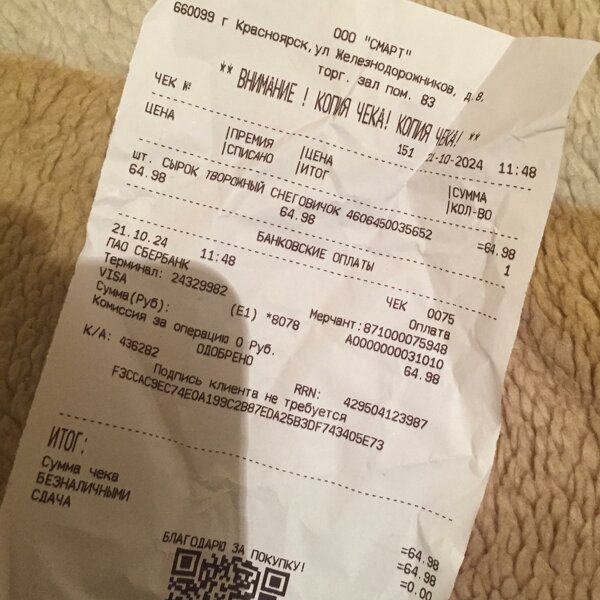 ООО "СМАРТ"
660099 г Красноярск,ул Железнодорожников, д.8,
торг. зал пом. 83
** ВНИМАНИЕ ! КОПИЯ ЧЕКА! КОПИЯ ЧЕКА! **
ЧЕК № 151 21-10-2024 11:48
ЦЕНА |ПРЕМИЯ |ЦЕНА |СУММА
|СПИСАНО |ИТОГ |КОЛ-ВО
шт. СЫРОК ТВОРОЖНЫЙ СНЕГОВИЧОК 4606450035652
64.98 64.98 =64.98
1
БАНКОВСКИЕ ОПЛАТЫ
21.10.24 11:48 ЧЕК 0075
ПАО СБЕРБАНК Оплата
Терминал: 24329982 Мерчант:871000075948
VISA A0000000031010
(E1) *8078
Сумма(Руб): 64.98
Комиссия за операцию 0 Руб.
ОДОБРЕНО
К/А: 436282 RRN: 429504123987
Подпись клиента не требуется
F3CCAC9EC74E0A199C2B87EDA25B3DF743405E73
ИТОГ:
Сумма чека =64.98
БЕЗНАЛИЧНЫМИ =64.98
СДАЧА =0.00
БЛАГОДАРЮ ЗА ПОКУПКУ!